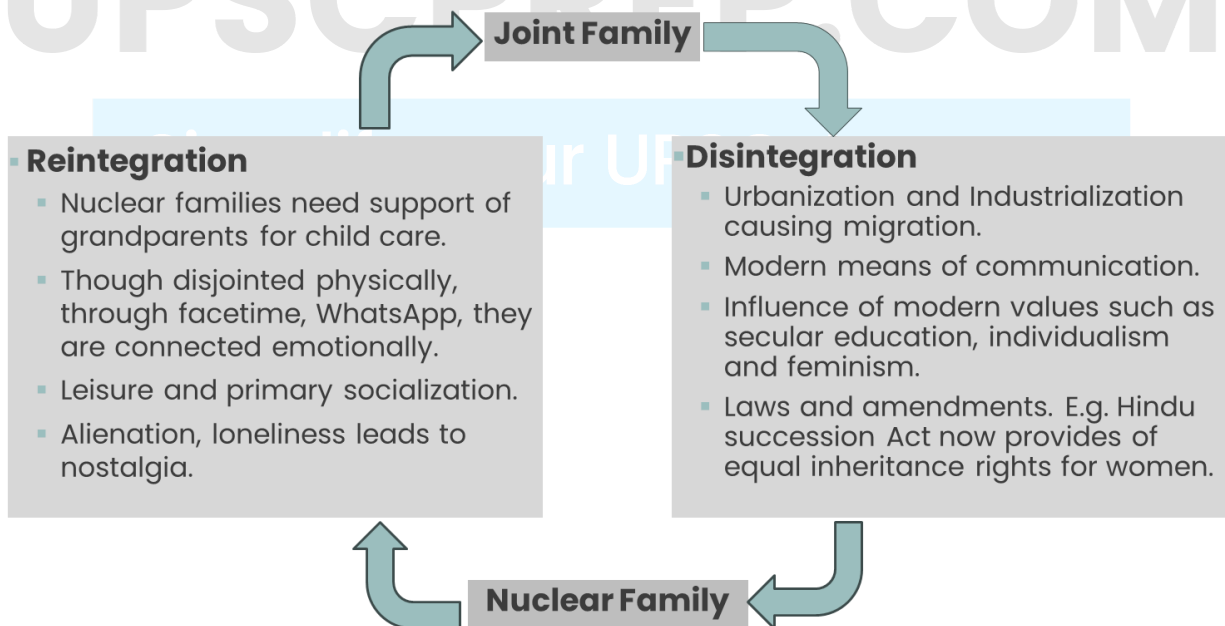 UPSCPREP.COM
Joint Family
Reintegration
Nuclear families need support of
grandparents for child care.
Though disjointed physically,
through facetime, WhatsApp, they
are connected emotionally.
Leisure and primary socialization.
Alienation, loneliness leads to
nostalgia.
ur UP
Disintegration
Urbanization and Industrialization
causing migration.
Modern means of communication.
Influence of modern values such as
secular education, individualism
and feminism.
Laws and amendments. E.g. Hindu
succession Act now provides of
equal inheritance rights for women.
Nuclear Family